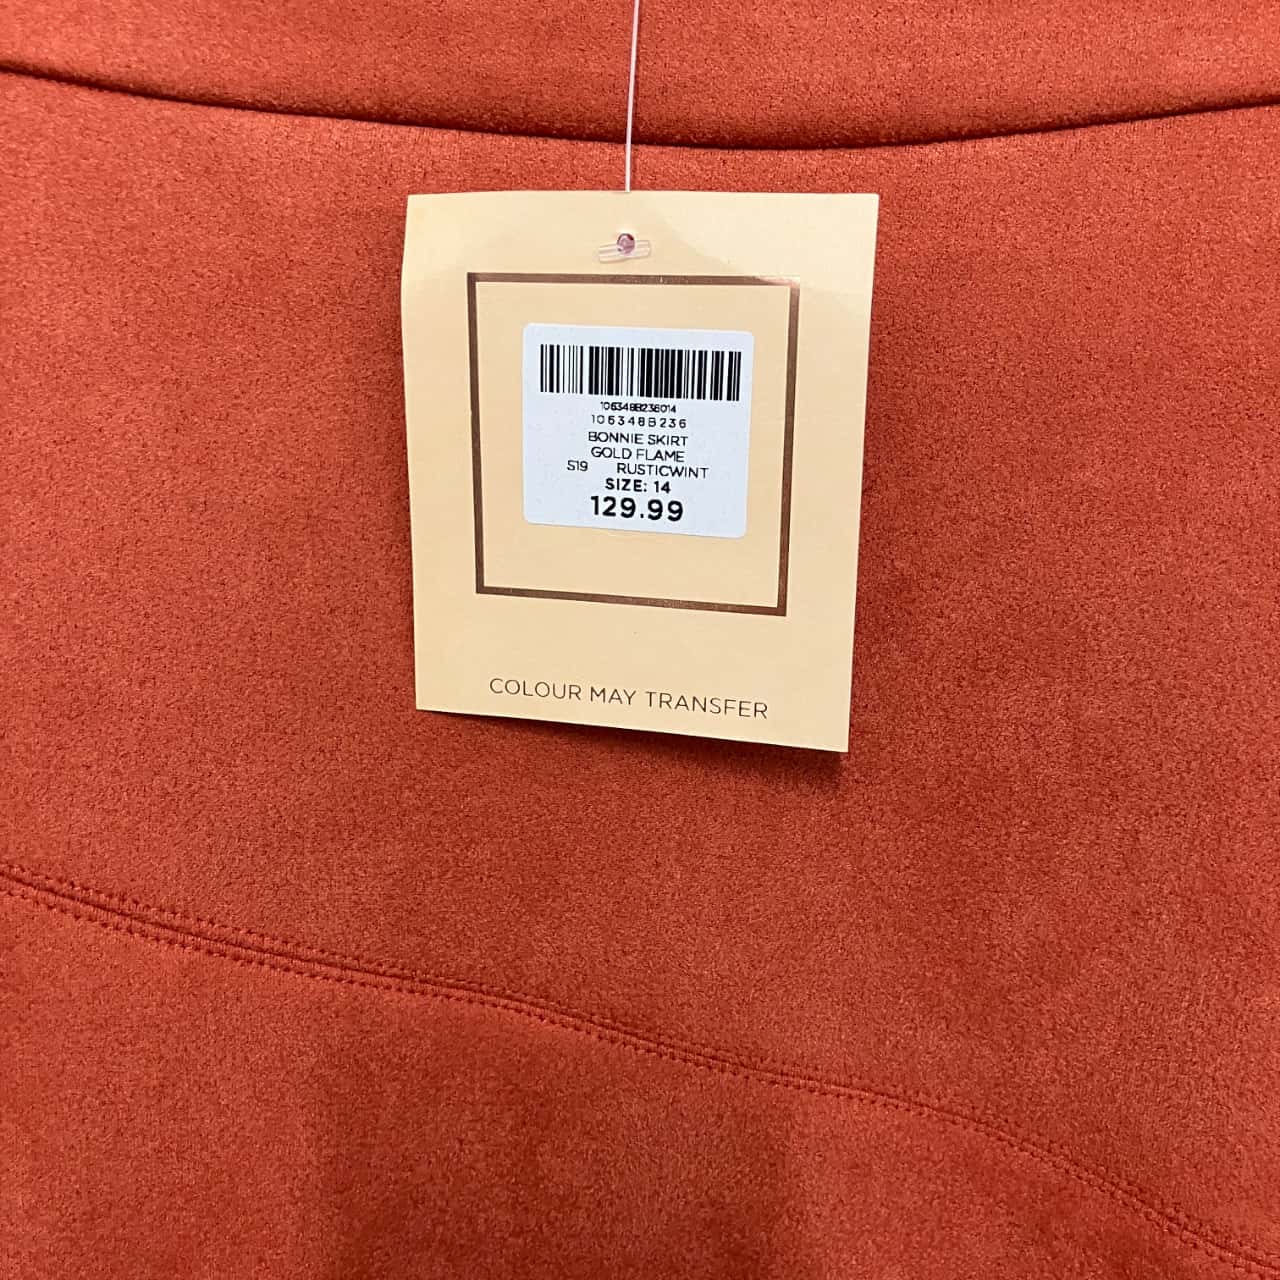 106348B236014
106348B236
BONNIE SKIRT
GOLD FLAME
S19 RUSTICWINT
SIZE: 14
129.99
COLOUR MAY TRANSFER